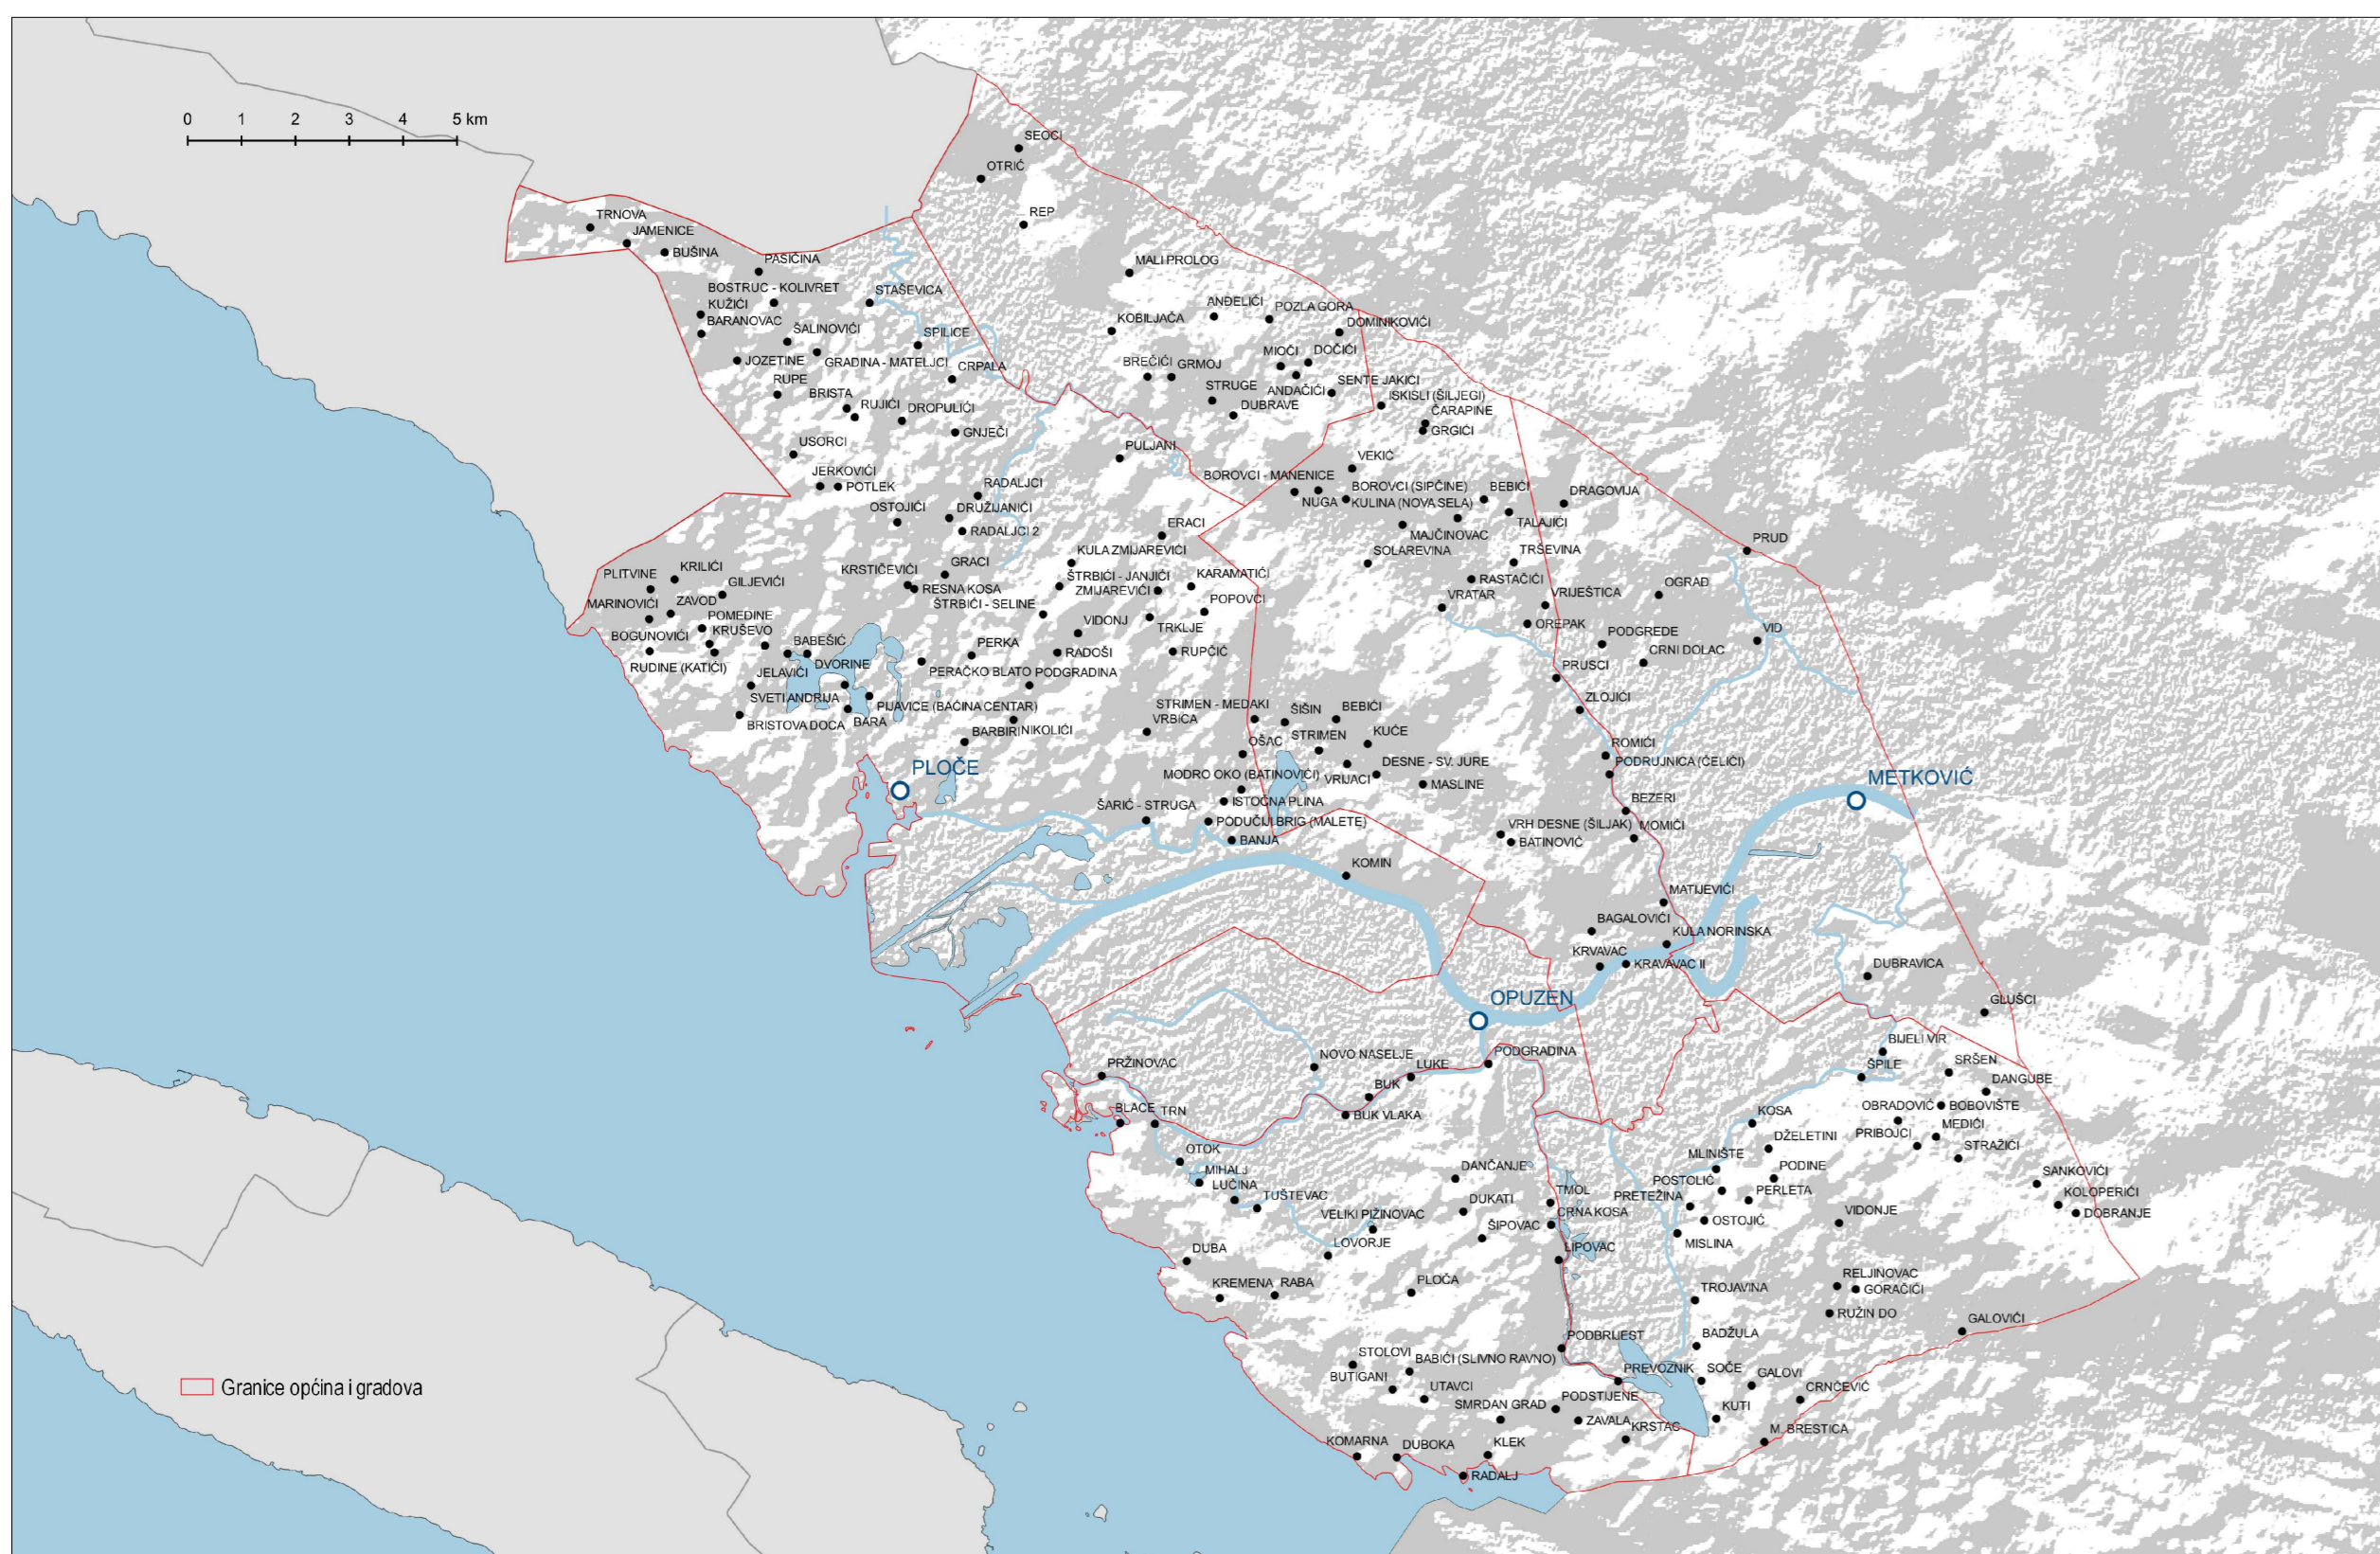 0 1 2 3 4 5 km
SEOCI
OTRIĆ
REP
TRNOVA
JAMENICE
BUŠINA
PASIČINA
MALI PROLOG
BOSTRUC - KOLIVRET
STAŠEVICA
KUŽIĆI
BARANOVAC
ANĐELIĆI
POZLA GORA
KOBILJAČA
DOMINIKOVIĆI
ŠALINOVIĆI
SPILICE
JOZETINE
GRADINA - MATELJCI
CRPALA
BREČIĆI
GRMOJ
MIOČI
DOČIĆI
RUPE
STRUGE
ANDAČIĆI
SENTE JAKIĆI
BRISTA
RUJIĆI
DROPULIĆI
DUBRAVE
ISKISLI (ŠILJEGI)
ČARAPINE
GRGIĆI
GNJEČI
USORCI
PULJANI
VEKIĆ
JERKOVIĆI
POTLEK
RADALJCI
BOROVCI - MANENICE
NUGA
BOROVCI (SIPČINE)
KULINA (NOVA SELA)
BEBIĆI
DRAGOVIJA
OSTOJIĆI
DRUŽIJANIĆI
RADALJCI 2
ERACI
MAJČINOVAC
TALAJIĆI
PRUD
KULA ZMIJAREVIĆI
SOLAREVINA
TRŠEVINA
PLITVINE
KRILIĆI
GILJEVIĆI
KRSTIČEVIĆI
GRACI
RESNA KOSA
ŠTRBIĆI - JANJIĆI
ZMIJAREVIĆI
KARAMATIĆI
RASTAČIĆI
OGRAD
MARINOVIĆI
ZAVOD
ŠTRBIĆI - SELINE
POPOVCI
VRATAR
VRIJEŠTICA
POMEDINE
BOGUNOVIĆI
KRUŠEVO
BABEŠIĆ
VIDONJ
TRKLJE
OREPAK
PODGREDE
VID
RUDINE (KATIĆI)
JELAVIĆI
DVORINE
PERKA
RADOŠI
RUPČIĆ
CRNI DOLAC
PERAČKO BLATO
PODGRADINA
PRUSCI
SVETI ANDRIJA
PIJAVICE (BAĆINA CENTAR)
ZLOJIĆI
BRISTOVA DOCA
BARA
STRIMEN - MEDAKI
VRBICA
ŠIŠIN
BEBIĆI
BARBIRI
NIKOLIĆI
STRIMEN
KUĆE
OŠAC
ROMIĆI
PLOČE
MODRO OKO (BATINOVIĆI)
VRIJACI
DESNE - SV. JURE
PODRUJNICA (ČELIĆI)
METKOVIĆ
MASLINE
ŠARIĆ - STRUGA
ISTOČNA PLINA
BEZERI
PODUČIJI BRIG (MALETE)
VRH DESNE (ŠILJAK)
MOMIĆI
BANJA
BATINOVIĆ
KOMIN
MATIJEVIĆI
BAGALOVIĆI
KULA NORINSKA
KRVAVAC
KRAVAVAC II
DUBRAVICA
OPUZEN
GLUŠCI
BIJELI VIR
PRŽINOVAC
NOVO NASELJE
LUKE
PODGRADINA
ŠPILE
SRŠEN
DANGUBE
BUK
BLACE
TRN
BUK VLAKA
KOSA
OBRADOVIĆ
BOBOVIŠTE
PRIBOJCI
MEDIĆI
STRAŽIĆI
OTOK
DŽELETINI
MIHALJ
LUČINA
DANČANJE
MLINIŠTE
POSTOLIĆ
PODINE
SANKOVIĆI
TUŠTEVAC
DUKATI
TMOL
PRETEŽINA
PERLETA
KOLOPERIĆI
VELIKI PIŽINOVAC
CRNA KOSA
OSTOJIĆ
VIDONJE
DOBRANJE
ŠIPOVAC
DUBA
LOVORJE
LIPOVAC
MISLINA
KREMENA
RABA
PLOČA
TROJAVINA
RELJINOVAC
GORAČIĆI
RUŽIN DO
GALOVIĆI
BADŽULA
PODBRIJEST
STOLOVI
BABIĆI (SLIVNO RAVNO)
BUTIGANI
UTAVCI
PREVOZNIK
SOČE
GALOVI
Granice općina i gradova
SMRDAN GRAD
PODSTIJENE
CRNČEVIĆ
ZAVALA
KRSTAC
KUTI
M. BRESTICA
KOMARNA
DUBOKA
KLEK
RADALJ